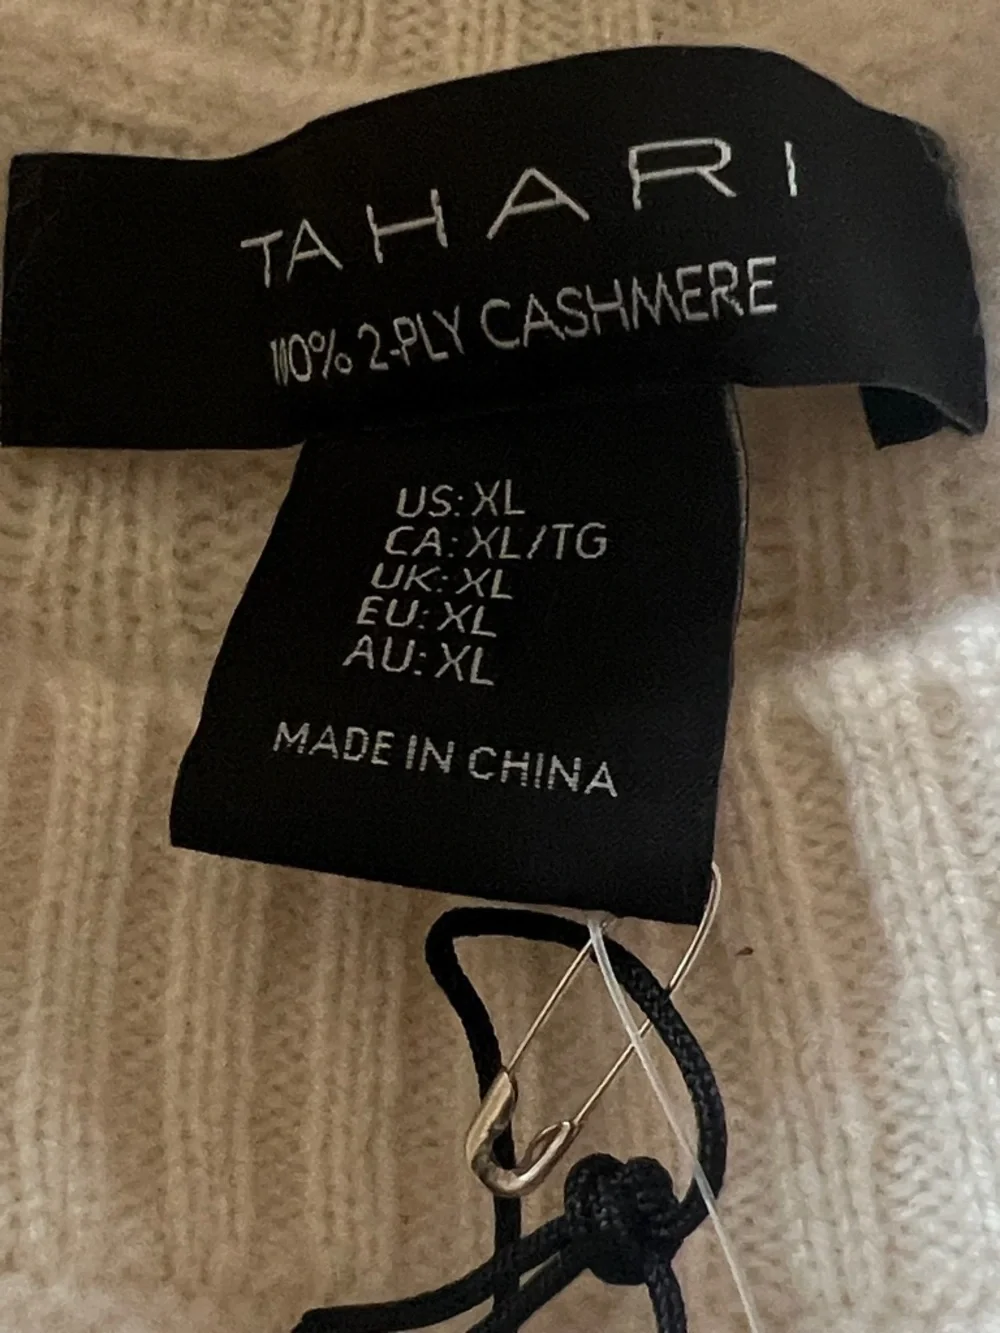 TAHARI
100% 2-PLY CASHMERE
US: XL
CA: XL/TG
UK: XL
EU: XL
AU: XL
MADE IN CHINA